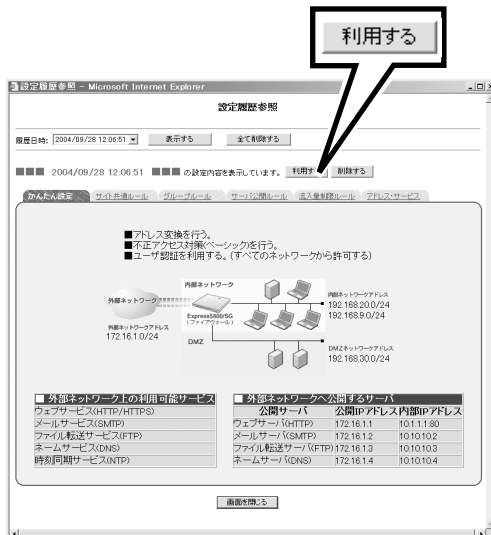 利用する
設定履歴参照 - Microsoft Internet Explorer
設定履歴参照
履歴日時: 2004/09/28 12:06:51 表示する 全て削除する
■■■ 2004/09/28 12:06:51 ■■■ の設定内容を表示しています。 利用する 削除する
かんたん設定 サイト共通ルール グループルール サーバ公開ルール 流入量制限ルール アドレス・サービス
■アドレス変換を行う。
■不正アクセス対策(ベーシック)を行う。
■ユーザ認証を利用する。(すべてのネットワークから許可する)
内部ネットワーク
外部ネットワーク
内部ネットワークアドレス
192.168.20.0/24
192.168.9.0/24
Express5800/SG
(ファイアウォール)
外部ネットワークアドレス
172.16.1.0/24
DMZ
DMZネットワークアドレス
192.168.30.0/24
■ 外部ネットワーク上の利用可能サービス
ウェブサービス(HTTP/HTTPS)
メールサービス(SMTP)
ファイル転送サービス(FTP)
ネームサービス(DNS)
時刻同期サービス(NTP)
■ 外部ネットワークへ公開するサーバ
公開サーバ 公開IPアドレス 内部IPアドレス
ウェブサーバ(HTTP) 172.16.1.1 10.1.1.1.80
メールサーバ(SMTP) 172.16.1.2 10.10.10.2
ファイル転送サーバ(FTP) 172.16.1.3 10.10.10.3
ネームサーバ(DNS) 172.16.1.4 10.10.10.4
画面を閉じる